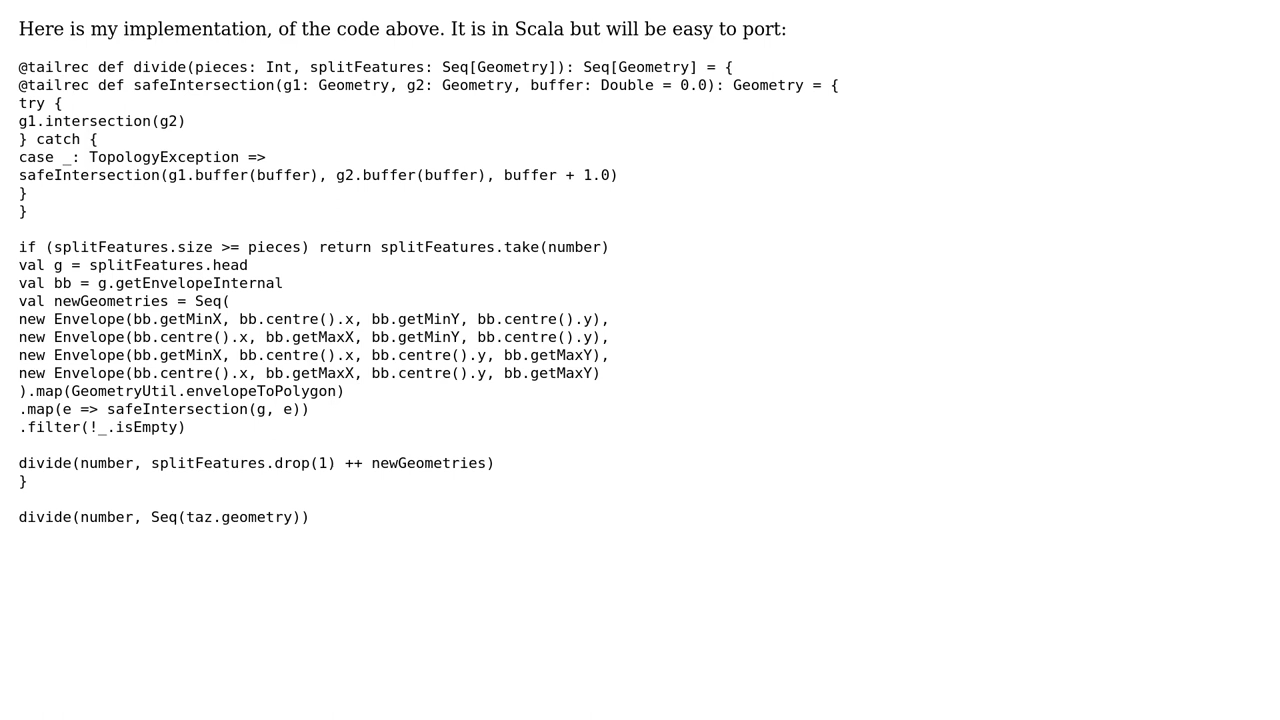 Here is my implementation, of the code above. It is in Scala but will be easy to port:
@tailrec def divide(pieces: Int, splitFeatures: Seq[Geometry]): Seq[Geometry] = {
@tailrec def safeIntersection(g1: Geometry, g2: Geometry, buffer: Double = 0.0): Geometry = {
try {
g1.intersection(g2)
} catch {
case _: TopologyException =>
safeIntersection(g1.buffer(buffer), g2.buffer(buffer), buffer + 1.0)
}
}
if (splitFeatures.size >= pieces) return splitFeatures.take(number)
val g = splitFeatures.head
val bb = g.getEnvelopeInternal
val newGeometries = Seq(
new Envelope(bb.getMinX, bb.centre().x, bb.getMinY, bb.centre().y),
new Envelope(bb.centre().x, bb.getMaxX, bb.getMinY, bb.centre().y),
new Envelope(bb.getMinX, bb.centre().x, bb.centre().y, bb.getMaxY),
new Envelope(bb.centre().x, bb.getMaxX, bb.centre().y, bb.getMaxY)
).map(GeometryUtil.envelopeToPolygon)
.map(e => safeIntersection(g, e))
.filter(!_.isEmpty)
divide(number, splitFeatures.drop(1) ++ newGeometries)
}
divide(number, Seq(taz.geometry))